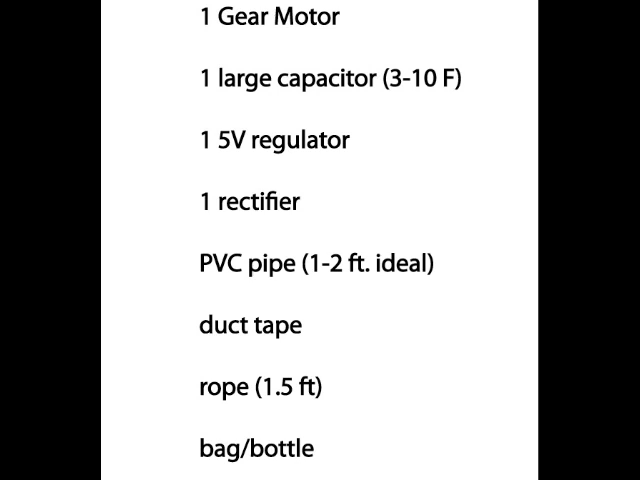 1 Gear Motor
1 large capacitor (3-10 F)
1 5V regulator
1 rectifier
PVC pipe (1-2 ft. ideal)
duct tape
rope (1.5 ft)
bag/bottle